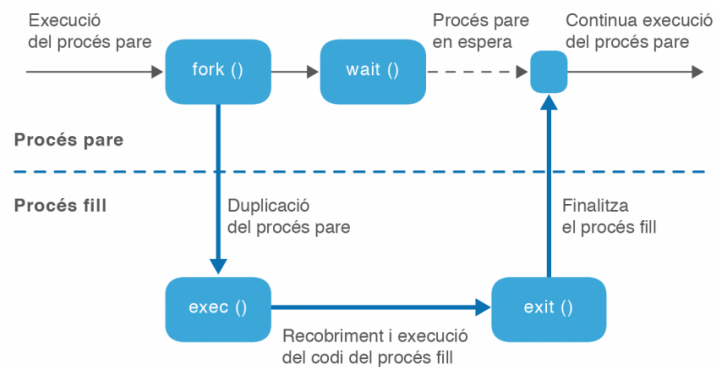 Execució
del procés pare
fork ()
wait ()
Procés pare
en espera
Continua execució
del procés pare
Procés pare
Procés fill
Duplicació
del procés pare
Finalitza
el procés fill
exec ()
exit ()
Recobriment i execució
del codi del procés fill